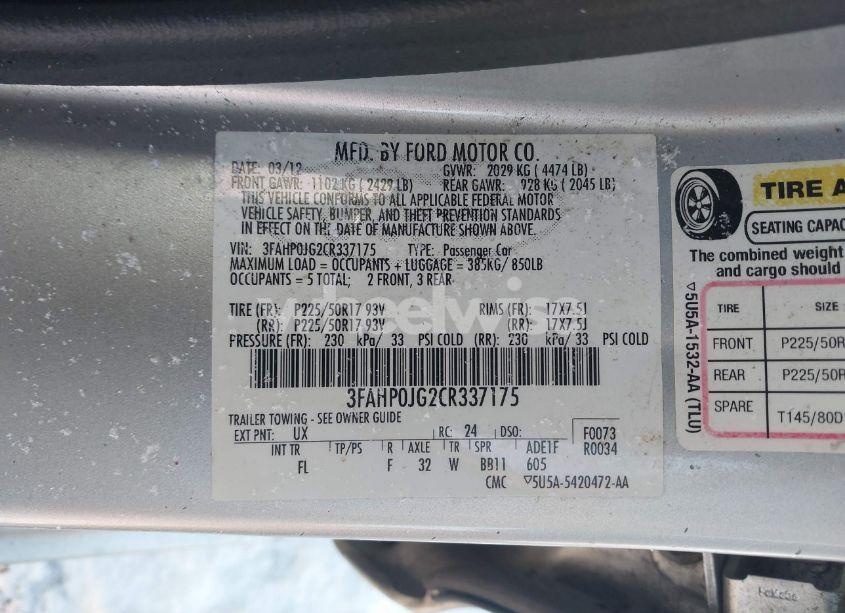 MFD. BY FORD MOTOR CO.
DATE: 03/12 GVWR: 2029 KG ( 4474 LB)
FRONT GAWR: 1102 KG ( 2429 LB) REAR GAWR: 928 KG ( 2045 LB)
THIS VEHICLE CONFORMS TO ALL APPLICABLE FEDERAL MOTOR
VEHICLE SAFETY, BUMPER, AND THEFT PREVENTION STANDARDS
IN EFFECT ON THE DATE OF MANUFACTURE SHOWN ABOVE.
VIN: 3FAHP0JG2CR337175 TYPE: Passenger Car
MAXIMUM LOAD = OCCUPANTS + LUGGAGE = 385KG/ 850LB
OCCUPANTS = 5 TOTAL; 2 FRONT, 3 REAR
TIRE (FR): P225/50R17 93V RIMS (FR): 17X7.5J
(RR): P225/50R17 93V (RR): 17X7.5J
PRESSURE (FR): 230 kPa/ 33 PSI COLD (RR): 230 kPa/ 33 PSI COLD
3FAHP0JG2CR337175
TRAILER TOWING - SEE OWNER GUIDE
EXT PNT: UX RC: 24 DSO: F0073
R0034
INT TR TP/PS R AXLE TR SPR ADE1F
FL F 32 W BB11 605
CMC ▽5U5A-5420472-AA
wheelwis
TIRE A
SEATING CAPAC
The combined weight
and cargo should
▽5U5A-1532-AA (TLU)
TIRE SIZE
FRONT P225/50R
REAR P225/50R
SPARE T145/80D